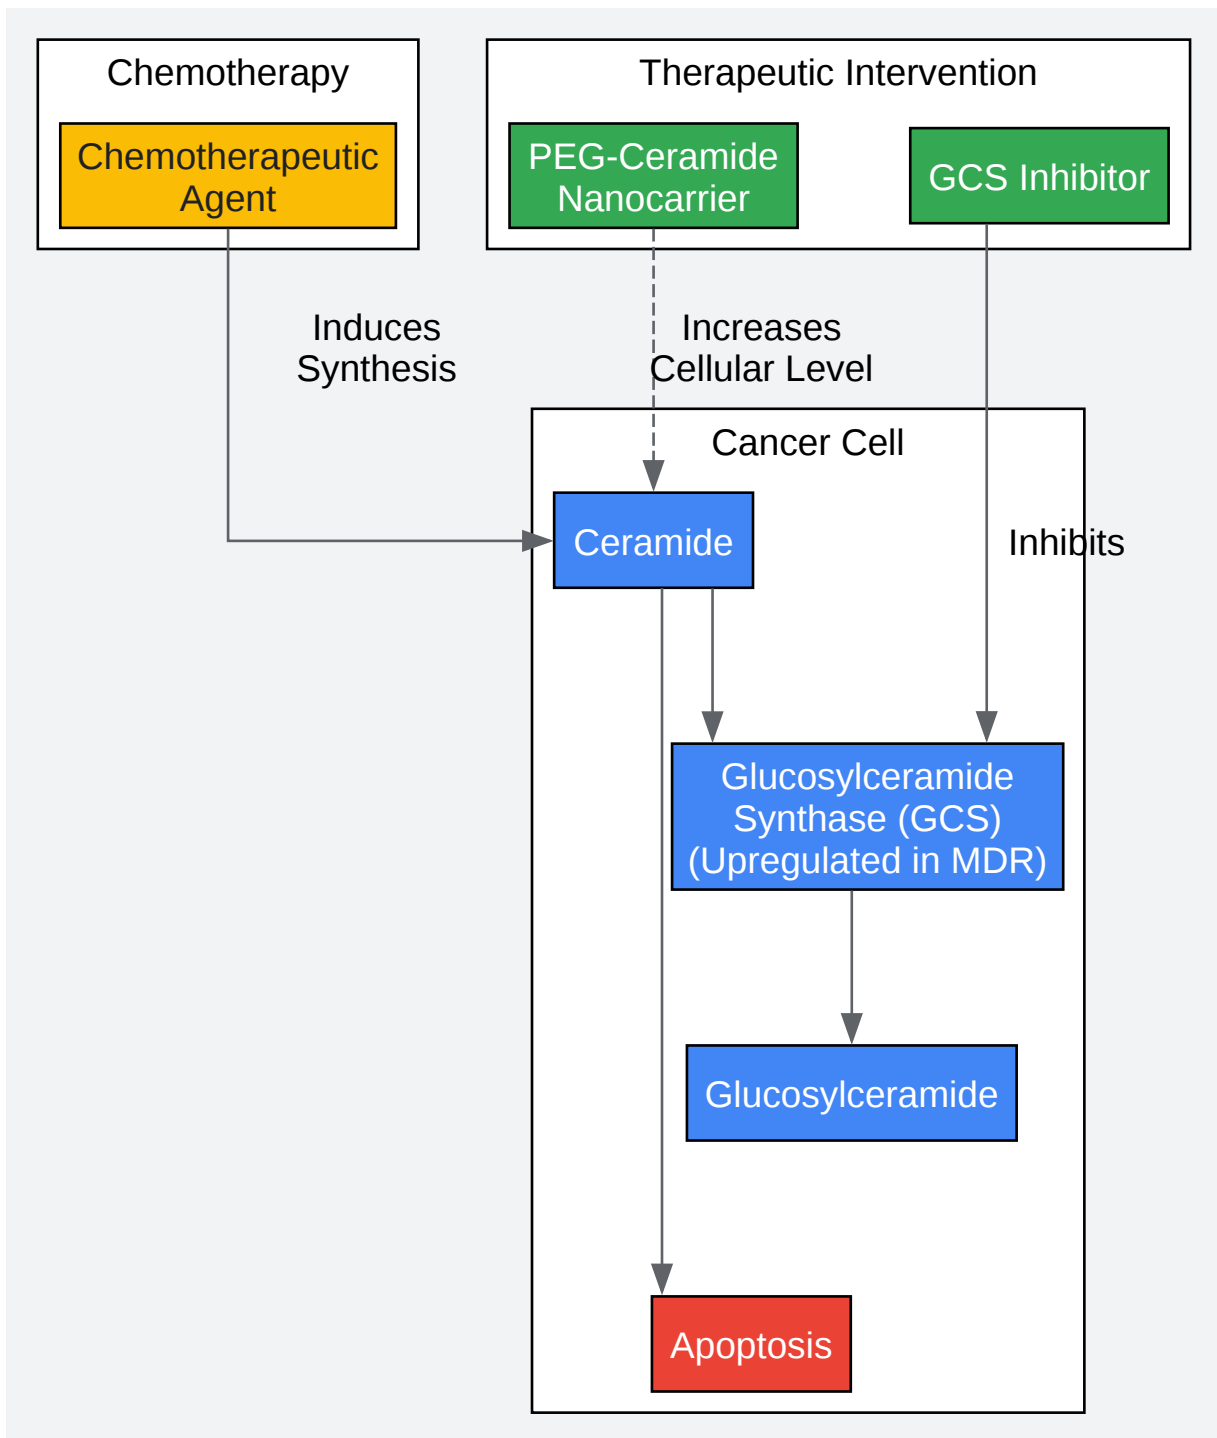 Chemotherapy
Therapeutic Intervention
Chemotherapeutic
Agent
PEG-Ceramide
Nanocarrier
GCS Inhibitor
Induces
Synthesis
Increases
Cellular Level
Cancer Cell
Ceramide
Inhibits
Glucosylceramide
Synthase (GCS)
(Upregulated in MDR)
Glucosylceramide
Apoptosis